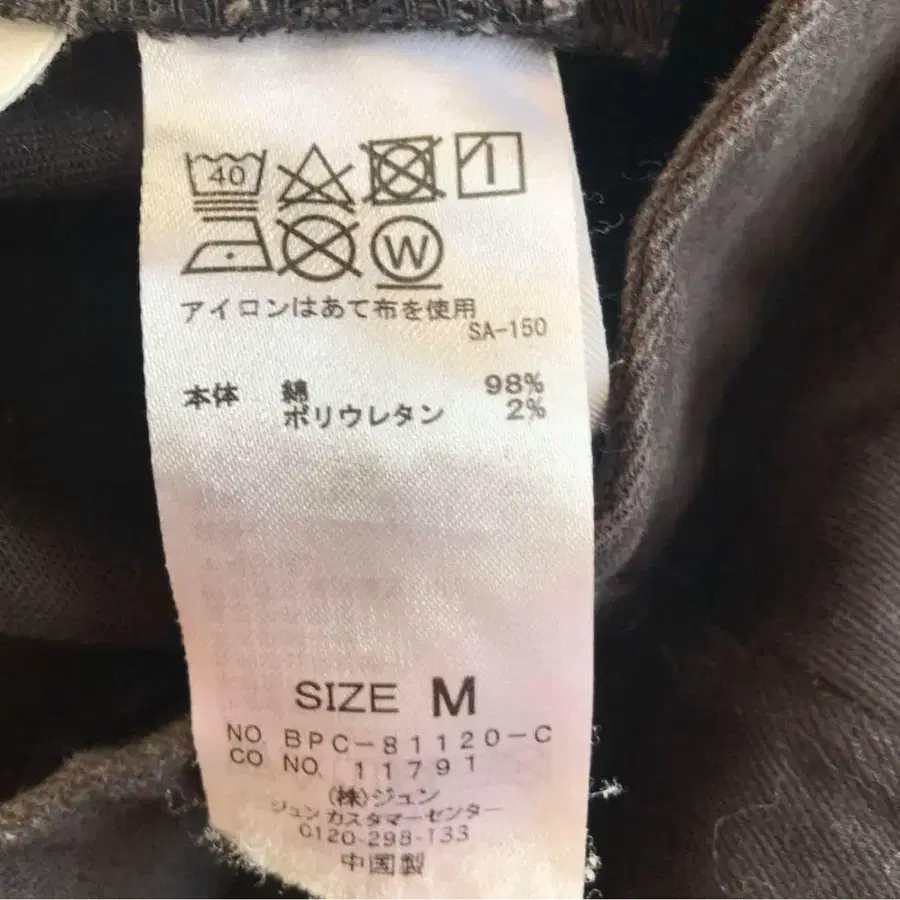 40
W
アイロンはあて布を使用
SA-150
本体 綿 98%
ポリウレタン 2%
SIZE M
NO. BPC-81120-C
CO NO. 11791
(株)ジュン
ジュン カスタマーセンター
0120-298-133
中国製